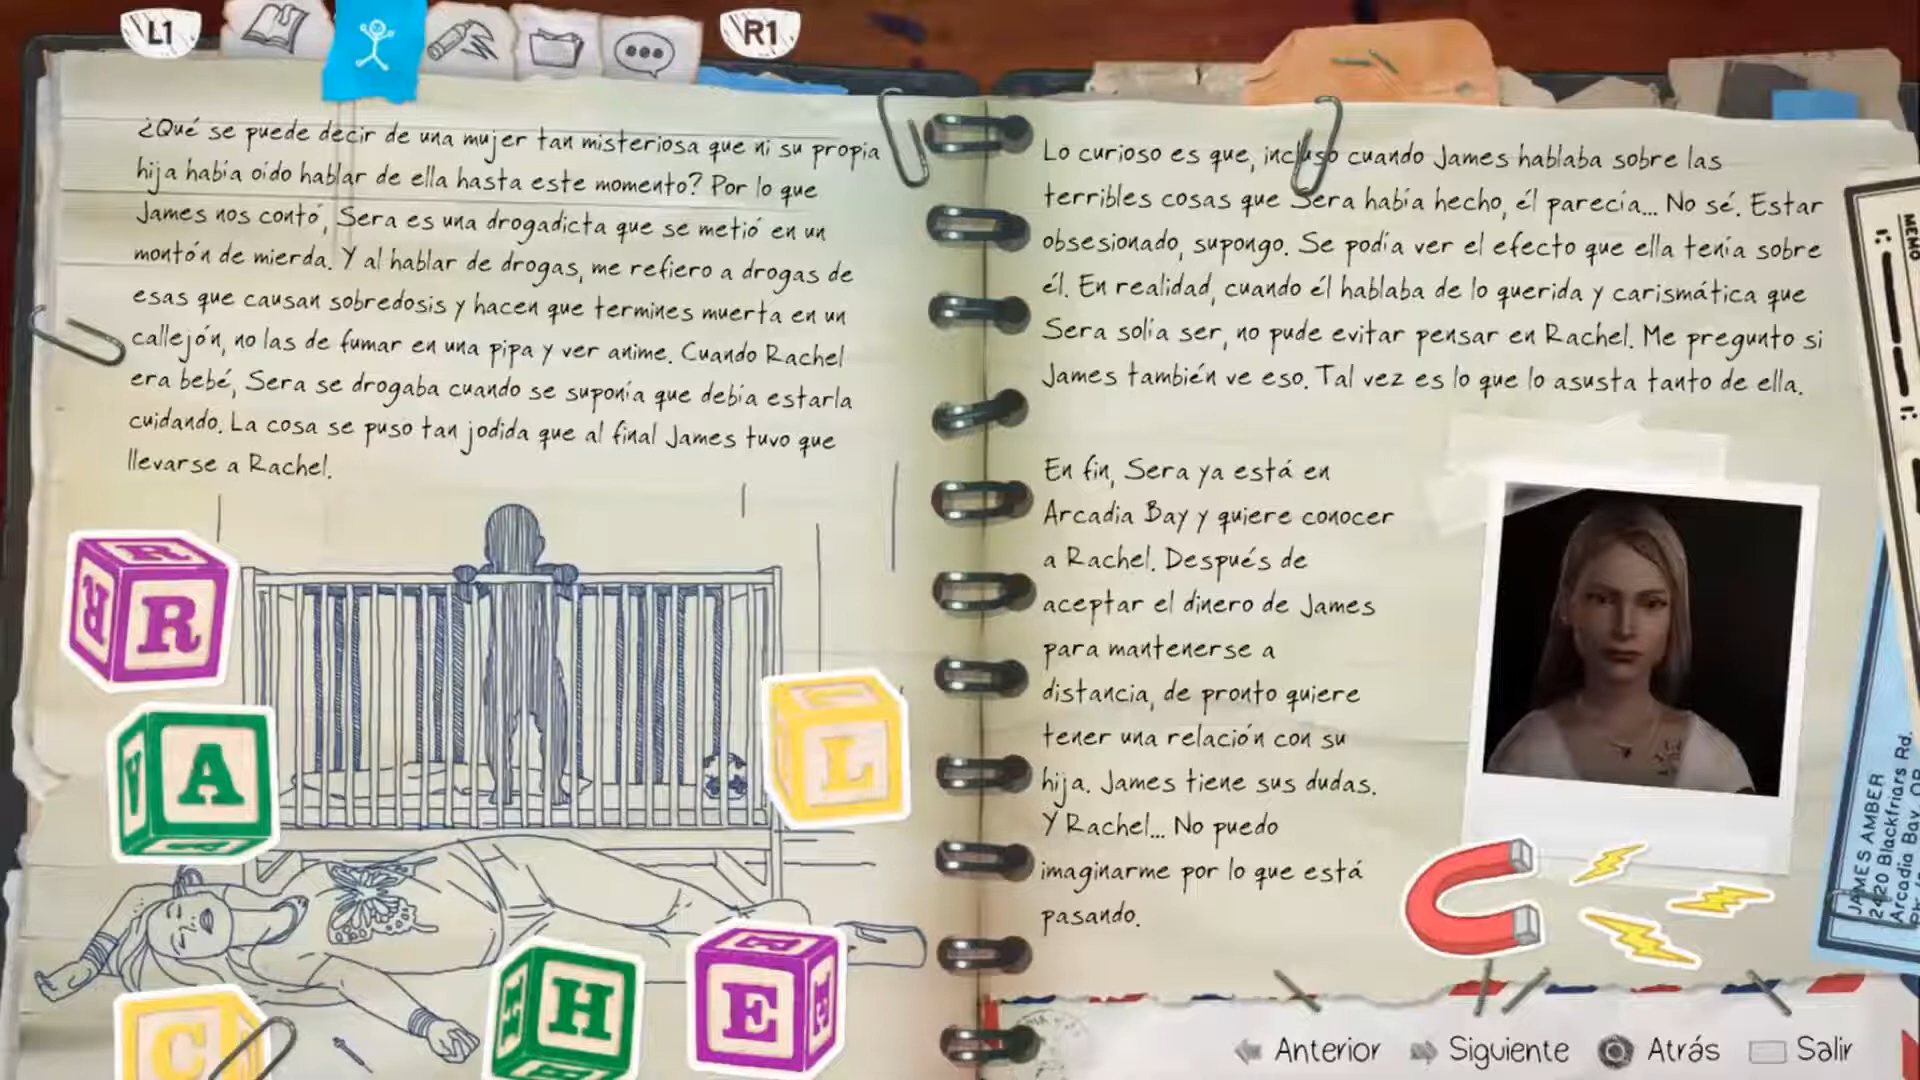 L1
R1
¿Qué se puede decir de una mujer tan misteriosa que ni su propia
hija había oído hablar de ella hasta este momento? Por lo que
James nos contó, Sera es una drogadicta que se metió en un
montón de mierda. Y al hablar de drogas, me refiero a drogas de
esas que causan sobredosis y hacen que termines muerta en un
callejón, no las de fumar en una pipa y ver anime. Cuando Rachel
era bebé, Sera se drogaba cuando se suponía que debía estarla
cuidando. La cosa se puso tan jodida que al final James tuvo que
llevarse a Rachel.
R
A
C
H
E
L
Lo curioso es que, incluso cuando James hablaba sobre las
terribles cosas que Sera había hecho, él parecía... No sé. Estar
obsesionado, supongo. Se podía ver el efecto que ella tenía sobre
él. En realidad, cuando él hablaba de lo querida y carismática que
Sera solía ser, no pude evitar pensar en Rachel. Me pregunto si
James también ve eso. Tal vez es lo que lo asusta tanto de ella.
En fin, Sera ya está en
Arcadia Bay y quiere conocer
a Rachel. Después de
aceptar el dinero de James
para mantenerse a
distancia, de pronto quiere
tener una relación con su
hija. James tiene sus dudas.
Y Rachel... No puedo
imaginarme por lo que está
pasando.
MEMO
JAMES AMBER
2420 Blackfriars Rd.
Arcadia Bay, OR
Anterior
Siguiente
Atrás
Salir